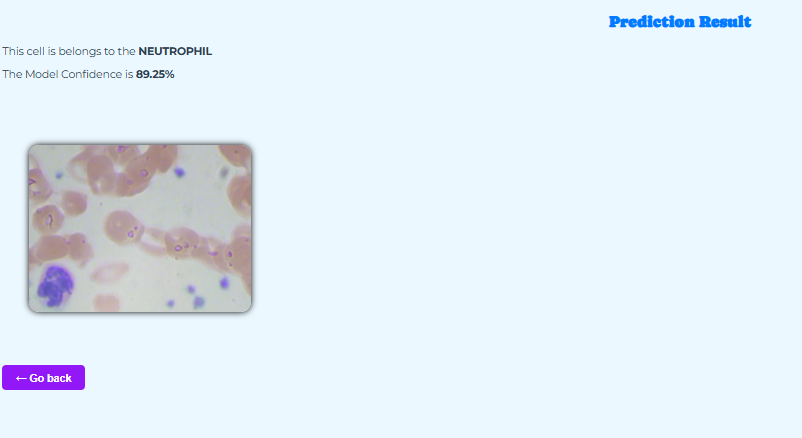 Prediction Result
This cell is belongs to the NEUTROPHIL
The Model Confidence is 89.25%
← Go back